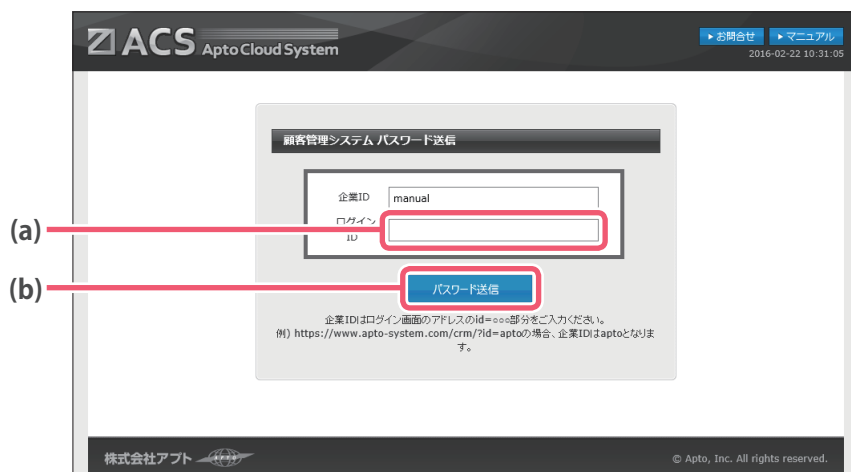 ACS Apto Cloud System
▸お問合せ ▸マニュアル
2016-02-22 10:31:05
顧客管理システム パスワード送信
企業ID manual
(a)
ログイン
ID
(b)
パスワード送信
企業IDはログイン画面のアドレスのid=○○○部分をご入力ください。
例) https://www.apto-system.com/crm/?id=aptoの場合、企業IDはaptoとなりま
す。
株式会社アプト APTO
© Apto, Inc. All rights reserved.